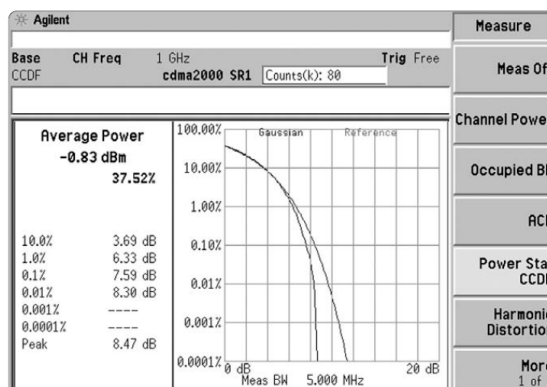 Agilent
Measure
Base CH Freq 1 GHz Trig Free
CCDF cdma2000 SR1 Counts(k): 80
Meas Of
Channel Powe
Occupied B
AC
Power Sta
CCD
Harmoni
Distortio
More
1 of
Average Power
-0.83 dBm
37.52%
10.0% 3.69 dB
1.0% 6.33 dB
0.1% 7.59 dB
0.01% 8.30 dB
0.001% ----
0.0001% ----
Peak 8.47 dB
Gaussian Reference
100.00%
10.00%
1.00%
0.10%
0.01%
0.001%
0.0001%
0 dB 20 dB
Meas BW 5.000 MHz